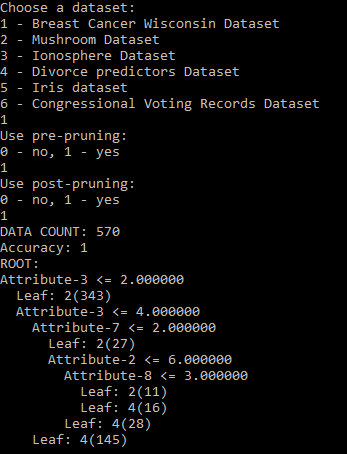 Choose a dataset:
1 - Breast Cancer Wisconsin Dataset
2 - Mushroom Dataset
3 - Ionosphere Dataset
4 - Divorce predictors Dataset
5 - Iris dataset
6 - Congressional Voting Records Dataset
1
Use pre-pruning:
0 - no, 1 - yes
1
Use post-pruning:
0 - no, 1 - yes
1
DATA COUNT: 570
Accuracy: 1
ROOT:
Attribute-3 <= 2.000000
  Leaf: 2(343)
  Attribute-3 <= 4.000000
    Attribute-7 <= 2.000000
      Leaf: 2(27)
      Attribute-2 <= 6.000000
        Attribute-8 <= 3.000000
          Leaf: 2(11)
          Leaf: 4(16)
        Leaf: 4(28)
    Leaf: 4(145)